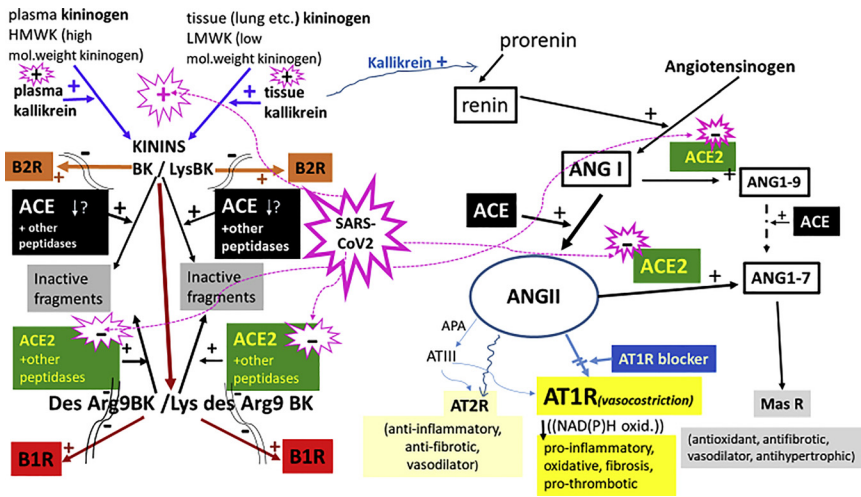 plasma kininogen
HMWK (high
mol.weight kininogen)
tissue (lung etc.) kininogen
LMWK (low
mol.weight kininogen)
+
+
plasma
kallikrein
+
+
+
tissue
kallikrein
Kallikrein +
prorenin
renin
Angiotensinogen
+
-
ACE2
KININS
BK / LysBK
B2R
+
-
-
+
B2R
ACE ↓?
+ other
peptidases
+
+
ACE ↓?
+other
peptidases
SARS-
CoV2
ANG I
+
ANG1-9
ACE
+
+
ACE
Inactive
fragments
Inactive
fragments
-
ACE2
ANGII
+
ANG1-7
ACE2
+other
peptidases
-
+
+
ACE2
+other
peptidases
-
APA
ATIII
AT1R blocker
Des Arg9BK /Lys des Arg9 BK
-
-
B1R
+
+
B1R
AT2R
(anti-inflammatory,
anti-fibrotic,
vasodilator)
AT1R(vasocostriction)
((NAD(P)H oxid.))
pro-inflammatory,
oxidative, fibrosis,
pro-thrombotic
Mas R
(antioxidant, antifibrotic,
vasodilator, antihypertrophic)